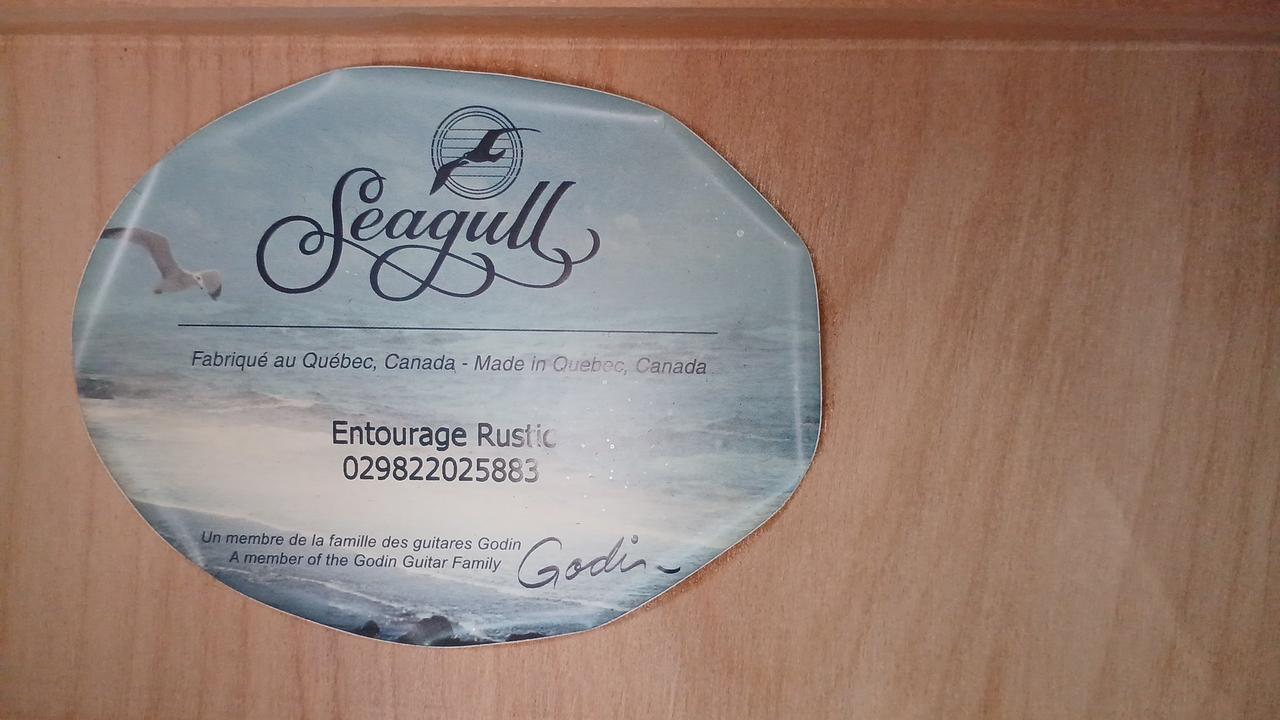 Seagull
Fabriqué au Québec, Canada - Made in Quebec, Canada
Entourage Rustic
029822025883
Un membre de la famille des guitares Godin
A member of the Godin Guitar Family
Godin